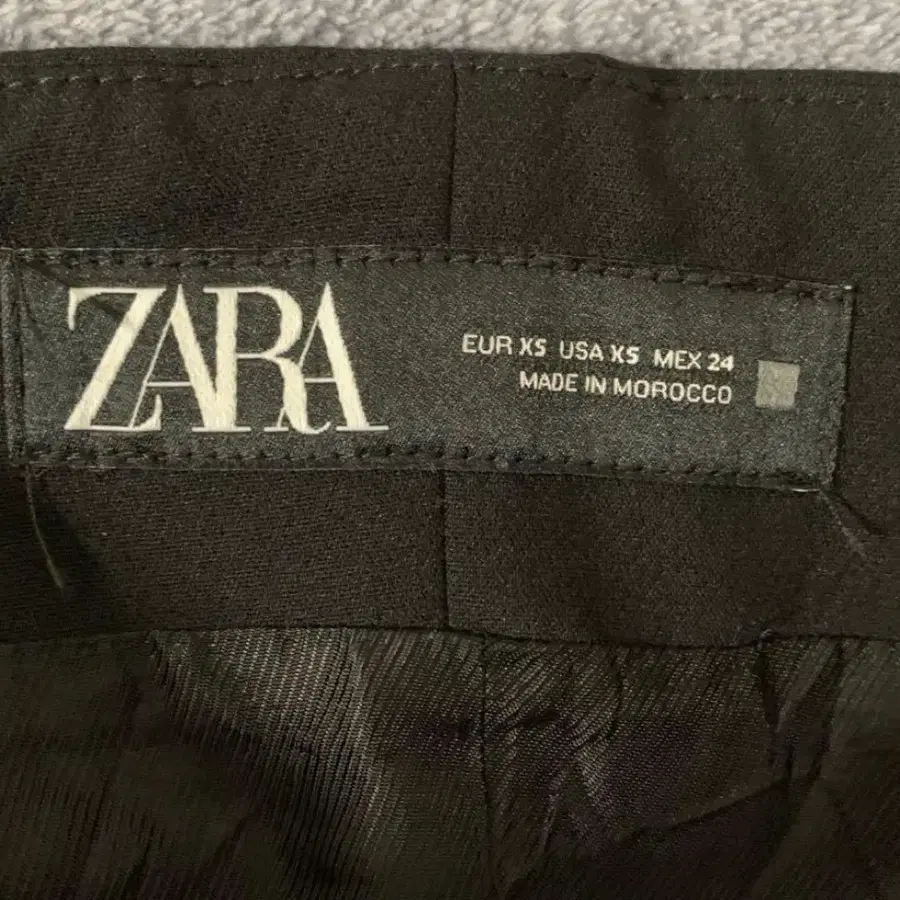 ZARA
EUR XS USA XS MEX 24
MADE IN MOROCCO